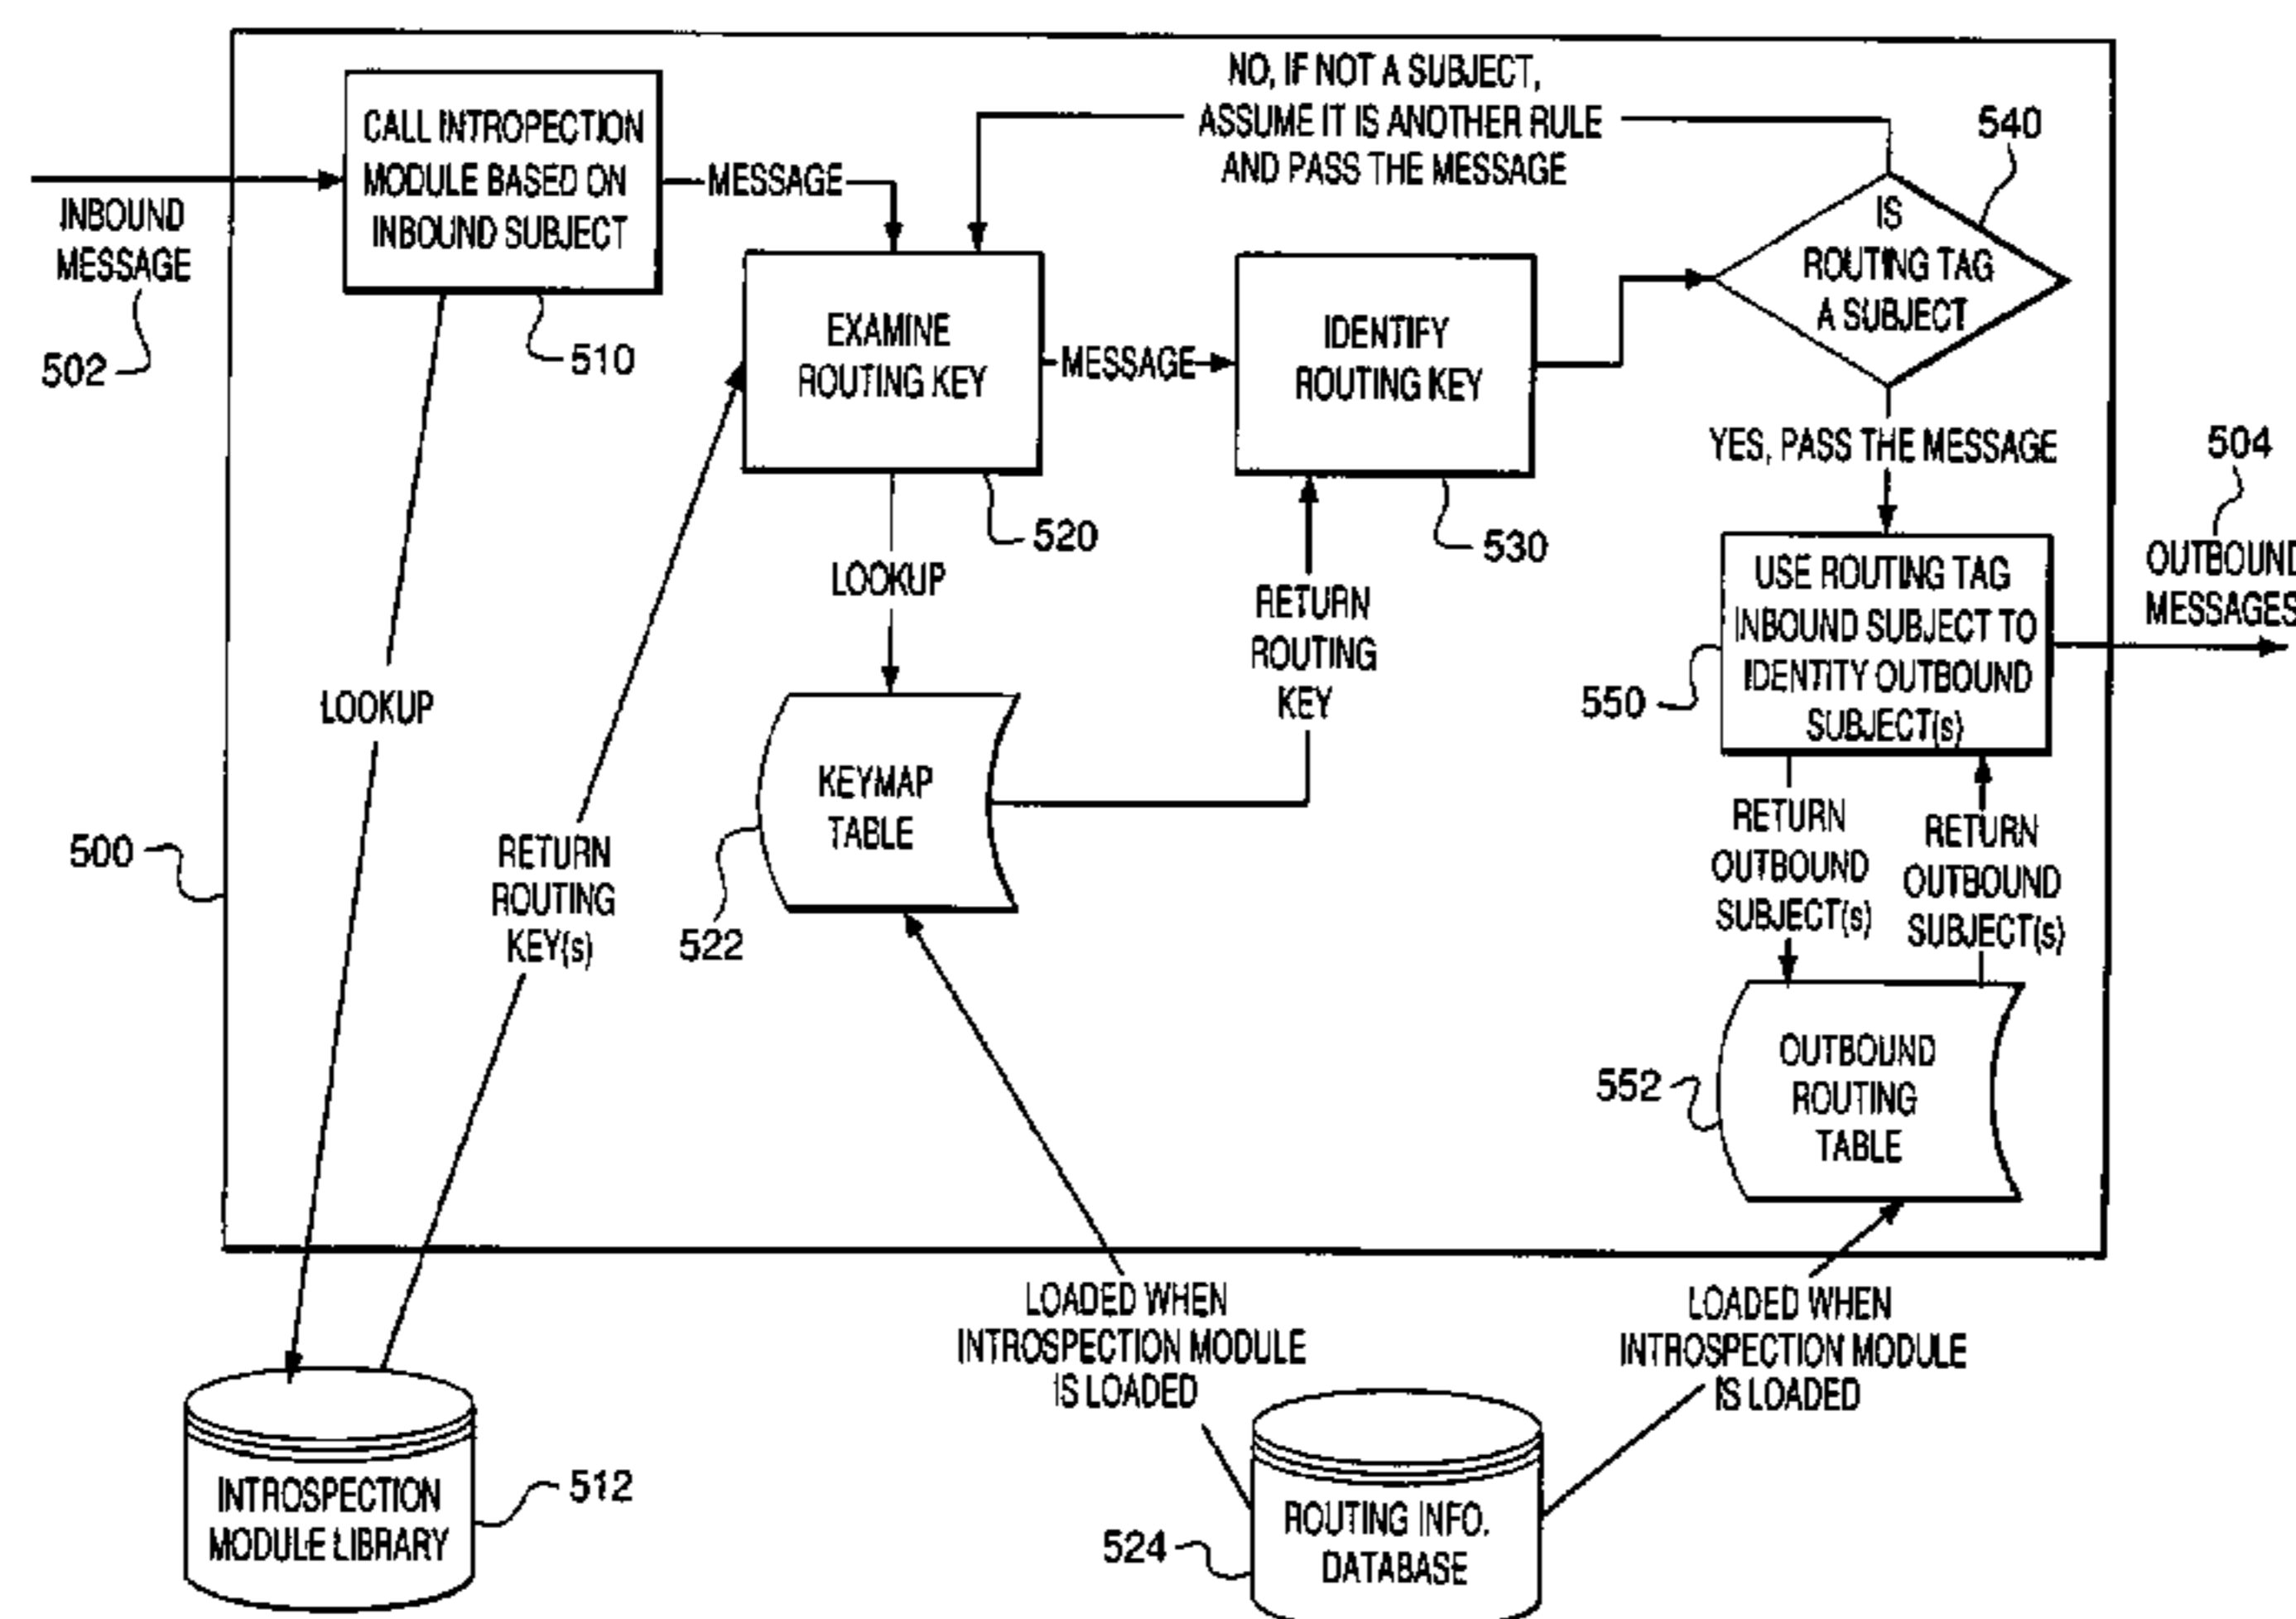 NO, IF NOT A SUBJECT,
ASSUME IT IS ANOTHER RULE
AND PASS THE MESSAGE
CALL INTROPECTION
MODULE BASED ON
INBOUND SUBJECT
510
MESSAGE
INBOUND
MESSAGE
502
540
IS
ROUTING TAG
A SUBJECT
EXAMINE
ROUTING KEY
520
MESSAGE
IDENTIFY
ROUTING KEY
530
YES, PASS THE MESSAGE
504
OUTBOUND
MESSAGES
USE ROUTING TAG
INBOUND SUBJECT TO
IDENTITY OUTBOUND
SUBJECT(s)
550
LOOKUP
LOOKUP
RETURN
ROUTING
KEY
KEYMAP
TABLE
522
500
RETURN
ROUTING
KEY(s)
RETURN
OUTBOUND
SUBJECT(s)
RETURN
OUTBOUND
SUBJECT(s)
OUTBOUND
ROUTING
TABLE
552
LOADED WHEN
INTROSPECTION MODULE
IS LOADED
LOADED WHEN
INTROSPECTION MODULE
IS LOADED
INTROSPECTION
MODULE LIBRARY
512
ROUTING INFO.
DATABASE
524